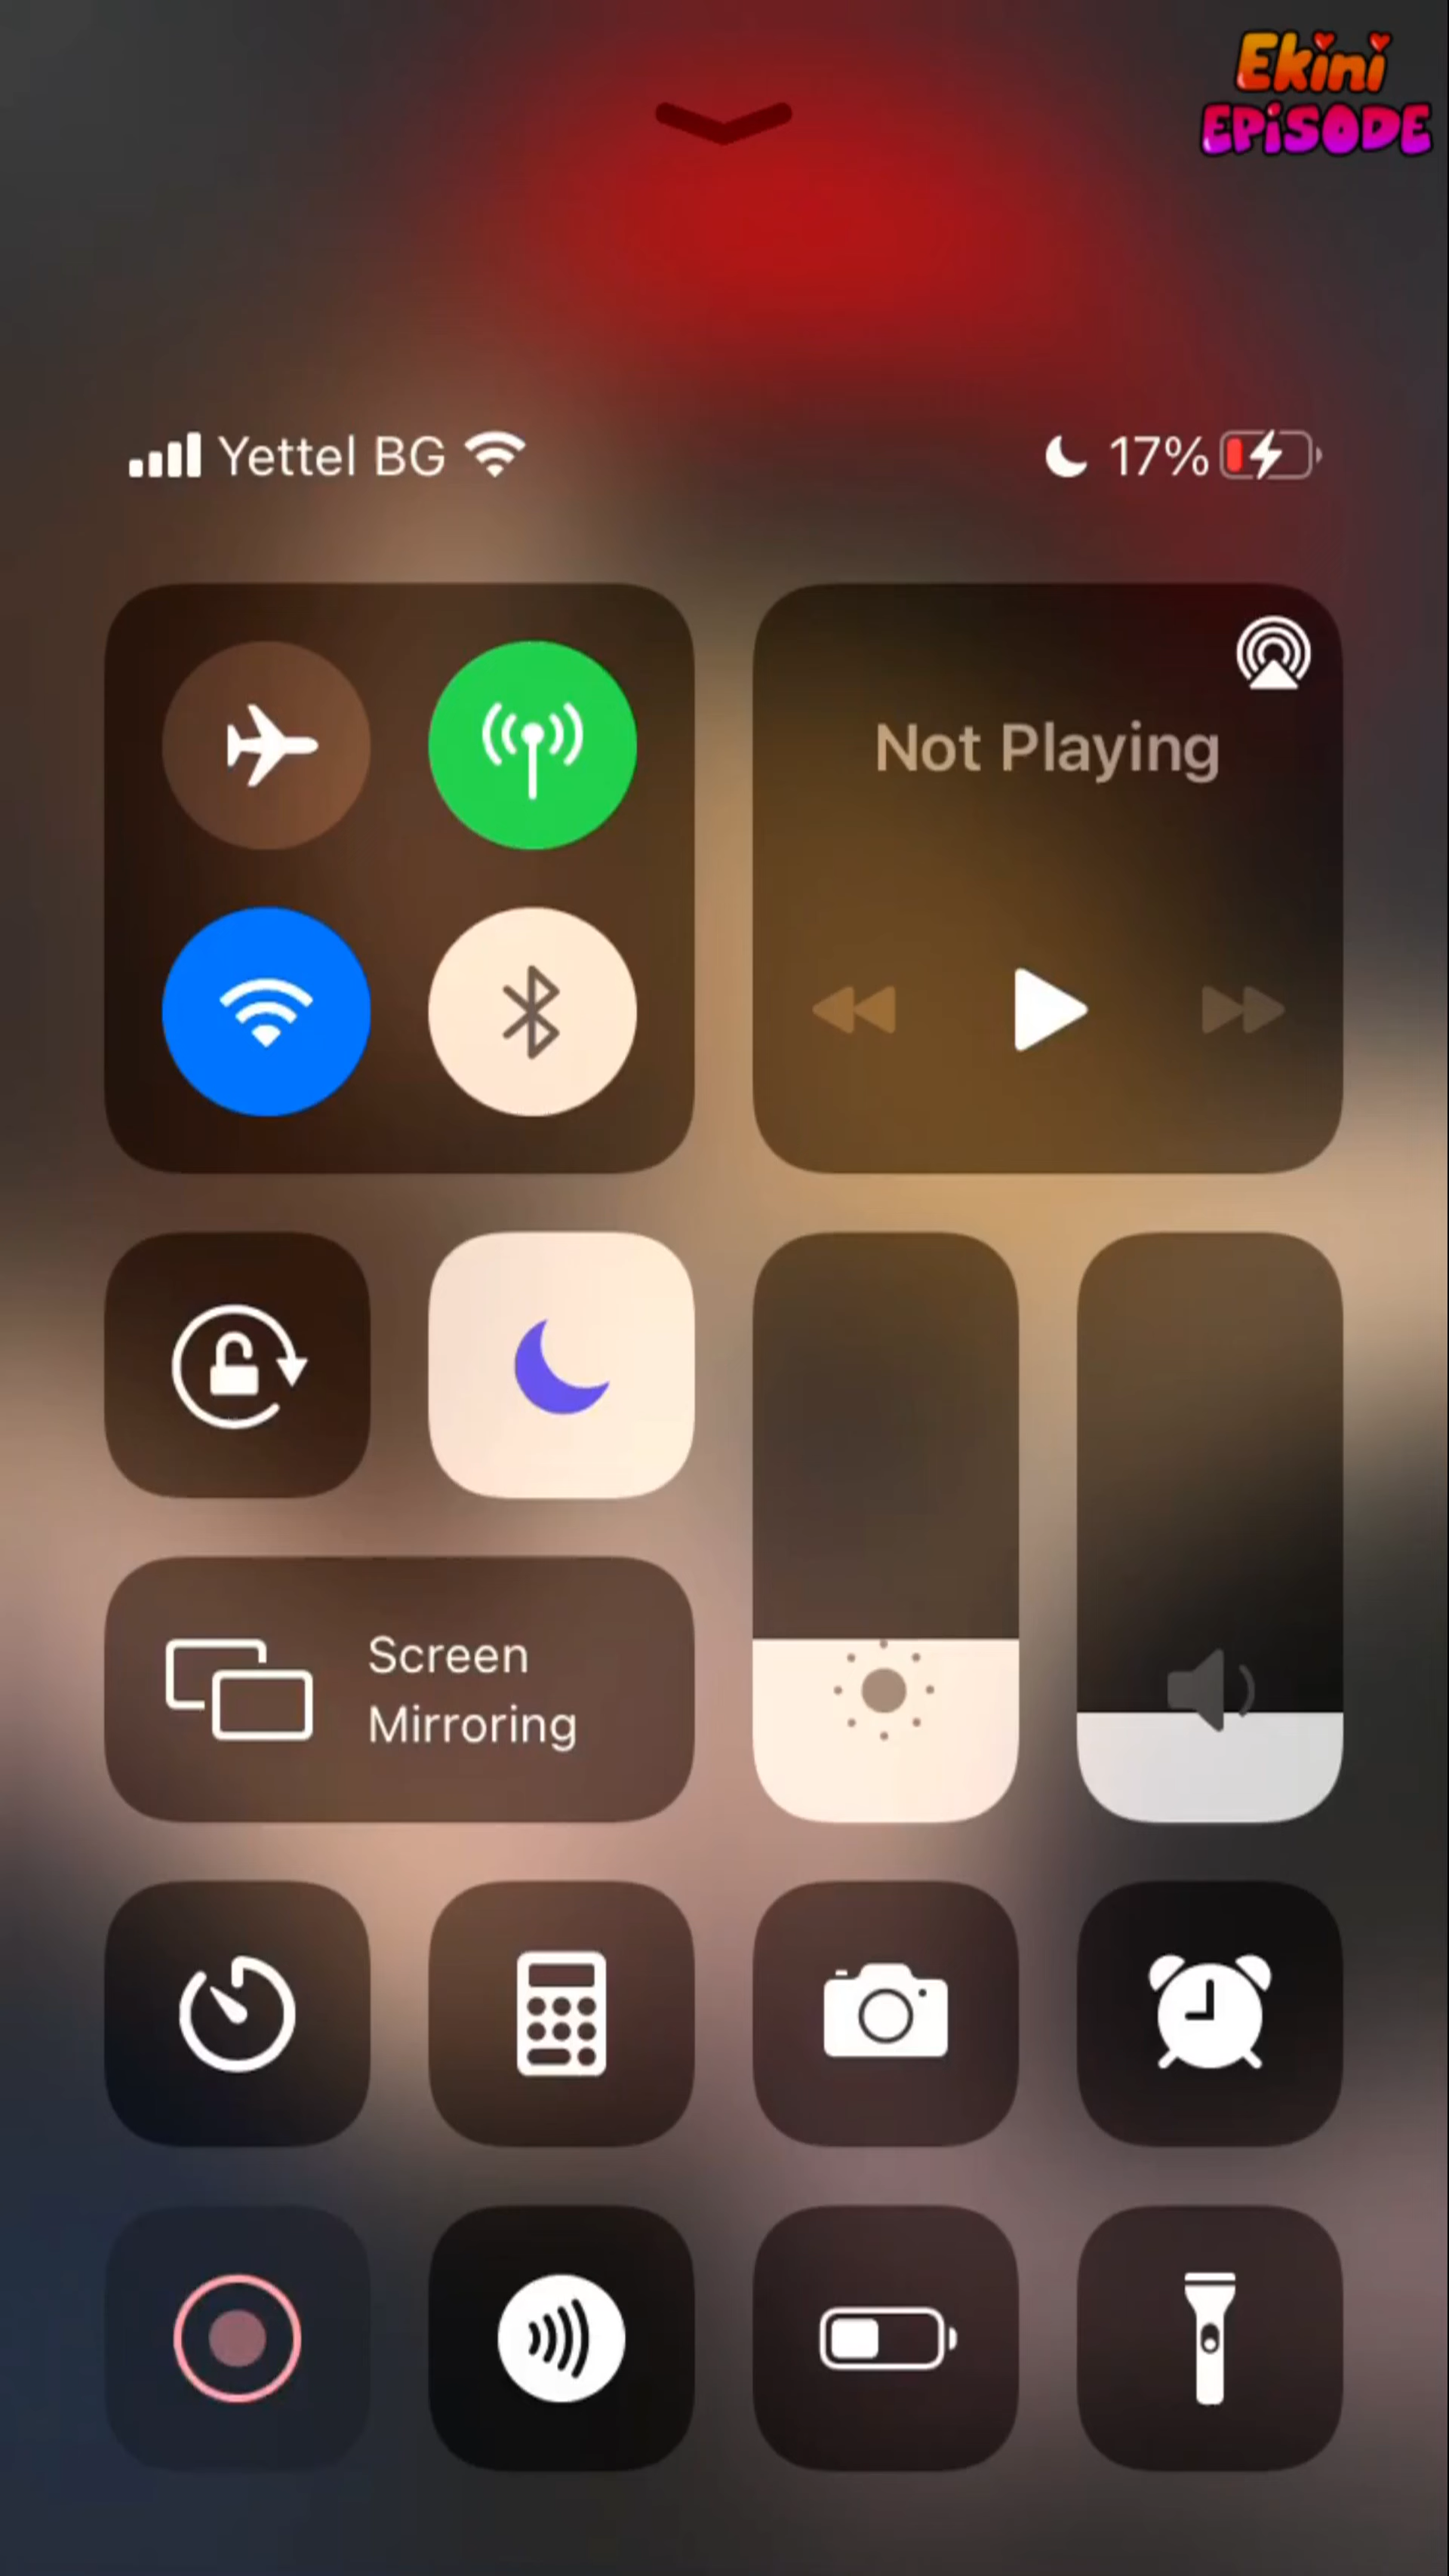 Ekini
EPiSODE
Yettel BG
17%
Not Playing
Screen
Mirroring